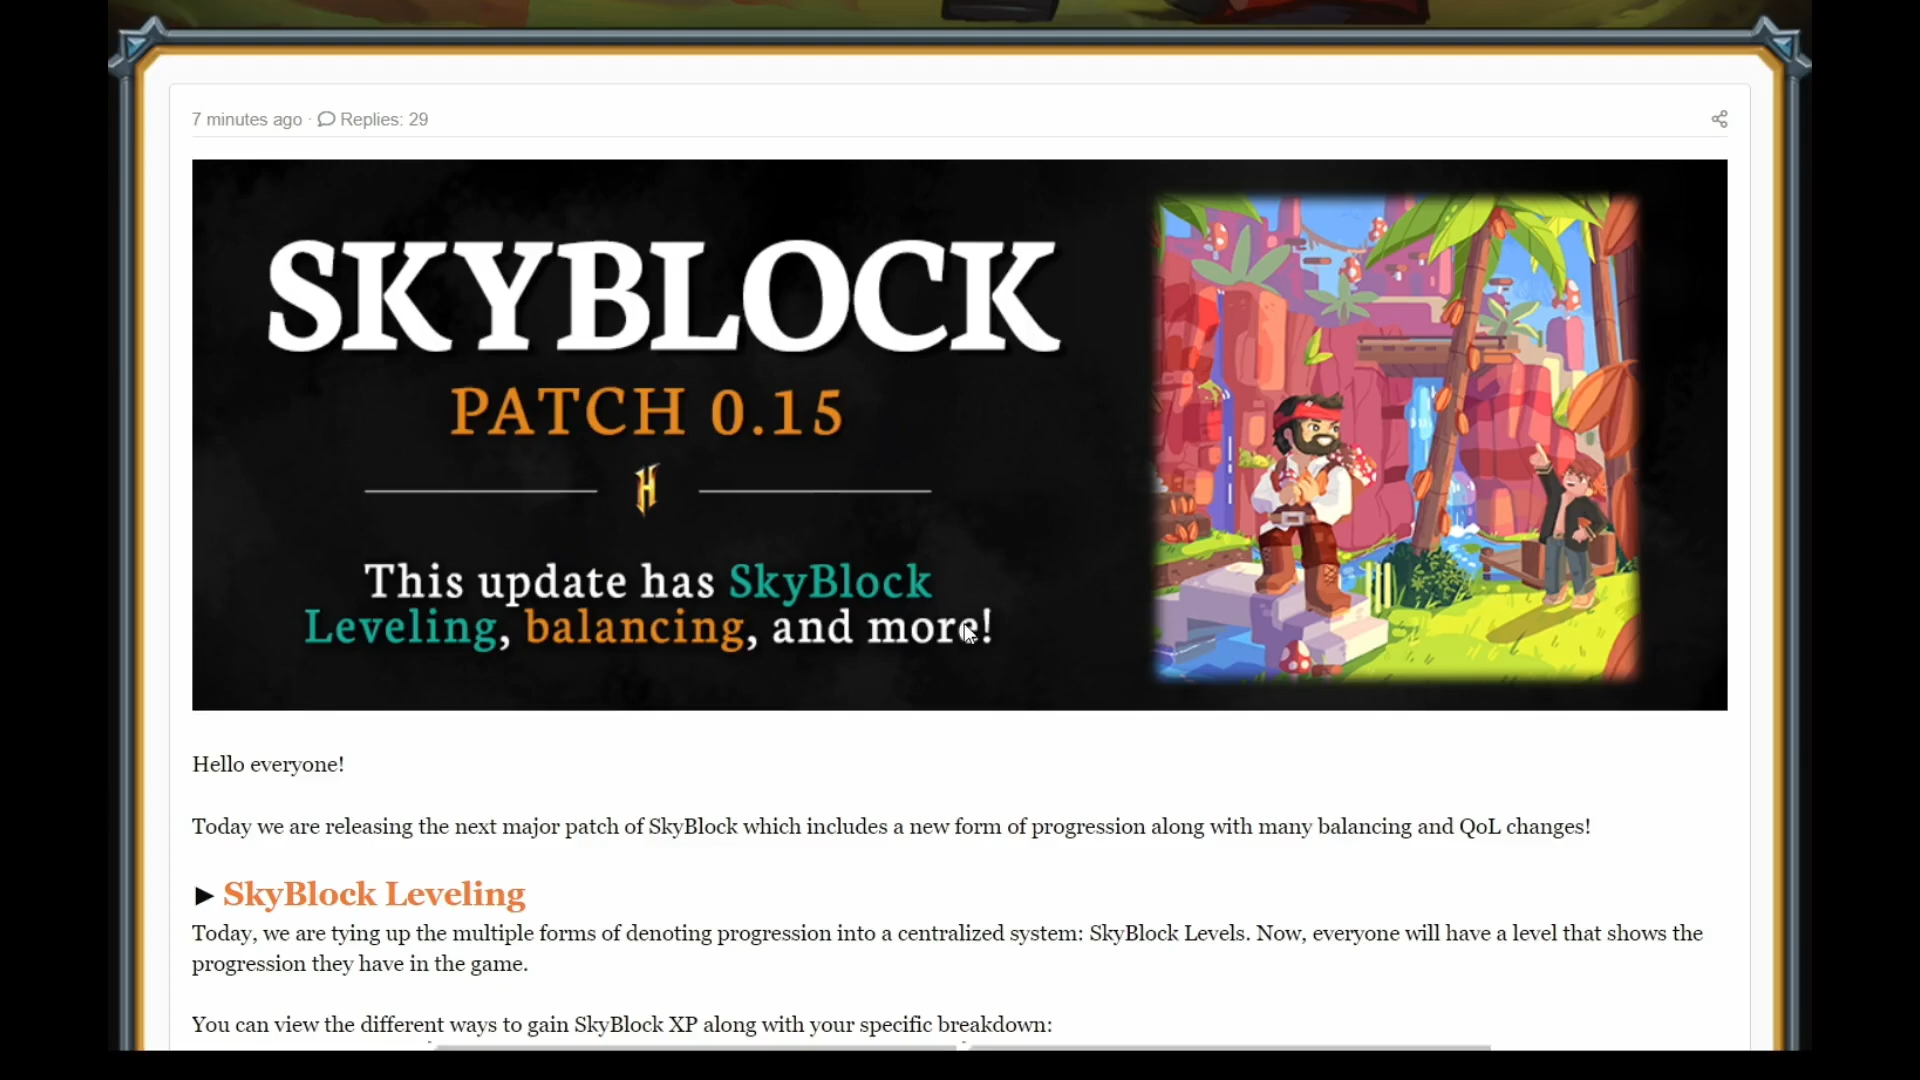 7 minutes ago · Replies: 29
SKYBLOCK
PATCH 0.15
H
This update has SkyBlock
Leveling, balancing, and more!
Hello everyone!
Today we are releasing the next major patch of SkyBlock which includes a new form of progression along with many balancing and QoL changes!
► SkyBlock Leveling
Today, we are tying up the multiple forms of denoting progression into a centralized system: SkyBlock Levels. Now, everyone will have a level that shows the
progression they have in the game.
You can view the different ways to gain SkyBlock XP along with your specific breakdown: